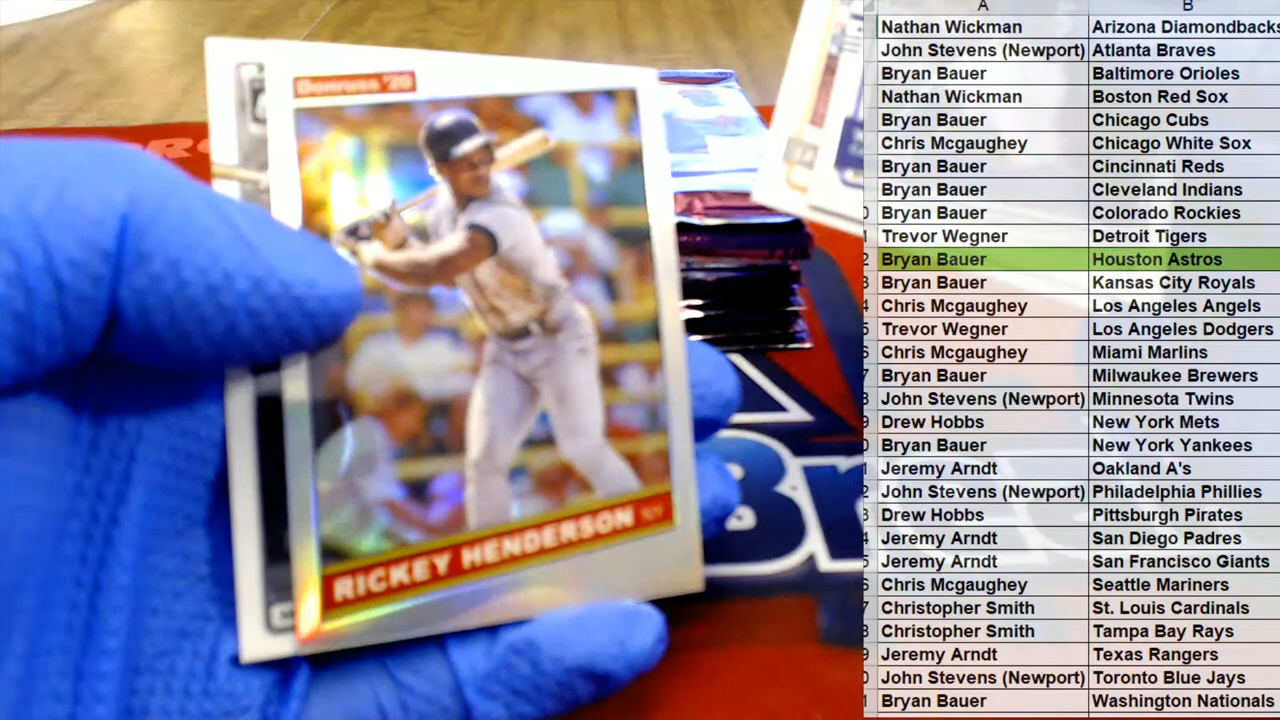 Donruss '20
RICKEY HENDERSON NY
A B
Nathan Wickman Arizona Diamondbacks
John Stevens (Newport) Atlanta Braves
Bryan Bauer Baltimore Orioles
Nathan Wickman Boston Red Sox
Bryan Bauer Chicago Cubs
Chris Mcgaughey Chicago White Sox
Bryan Bauer Cincinnati Reds
Bryan Bauer Cleveland Indians
Bryan Bauer Colorado Rockies
Trevor Wegner Detroit Tigers
Bryan Bauer Houston Astros
Bryan Bauer Kansas City Royals
Chris Mcgaughey Los Angeles Angels
Trevor Wegner Los Angeles Dodgers
Chris Mcgaughey Miami Marlins
Bryan Bauer Milwaukee Brewers
John Stevens (Newport) Minnesota Twins
Drew Hobbs New York Mets
Bryan Bauer New York Yankees
Jeremy Arndt Oakland A's
John Stevens (Newport) Philadelphia Phillies
Drew Hobbs Pittsburgh Pirates
Jeremy Arndt San Diego Padres
Jeremy Arndt San Francisco Giants
Chris Mcgaughey Seattle Mariners
Christopher Smith St. Louis Cardinals
Christopher Smith Tampa Bay Rays
Jeremy Arndt Texas Rangers
John Stevens (Newport) Toronto Blue Jays
Bryan Bauer Washington Nationals